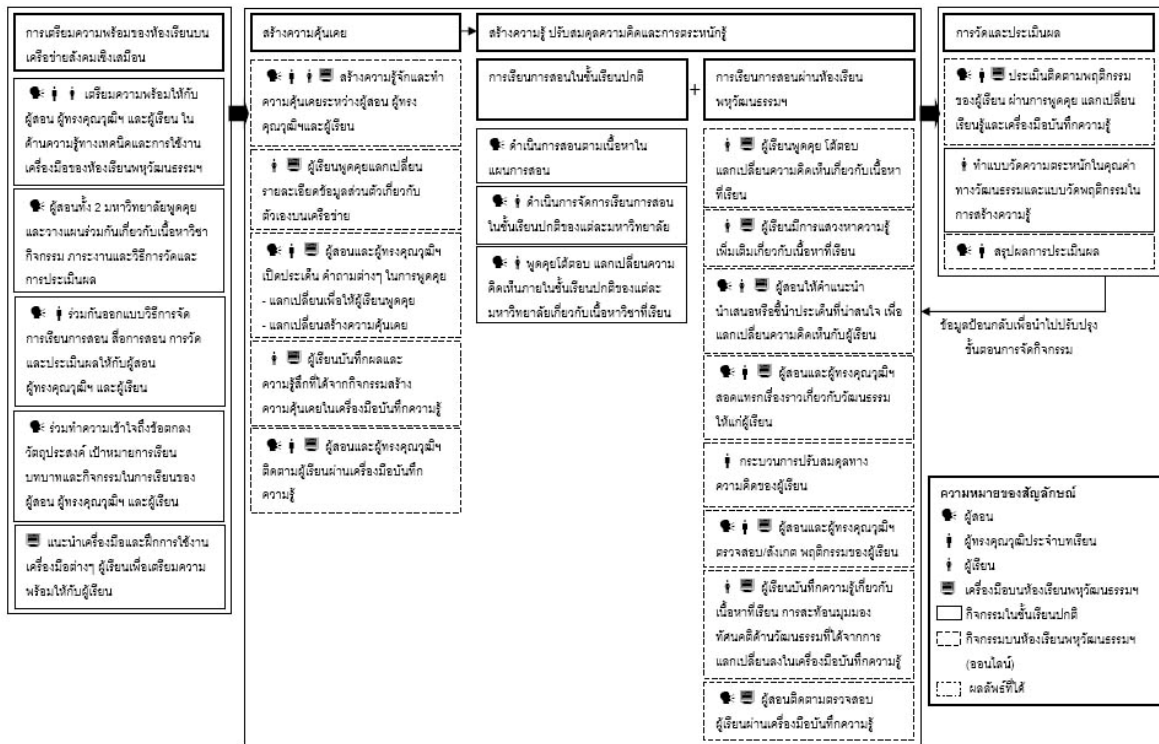 การเตรียมความพร้อมของห้องเรียนบน
เครือข่ายสังคมเชิงเสมือน
เตรียมความพร้อมให้กับ
ผู้สอน ผู้ทรงคุณวุฒิฯ และผู้เรียน ใน
ด้านความรู้ทางเทคนิคและการใช้งาน
เครื่องมือของห้องเรียนพหุวัฒนธรรมฯ
ผู้สอนทั้ง 2 มหาวิทยาลัยพูดคุย
และวางแผนร่วมกันเกี่ยวกับเนื้อหาวิชา
กิจกรรม ภาระงานและวิธีการวัดและ
การประเมินผล
ร่วมกันออกแบบวิธีการจัด
การเรียนการสอน สื่อการสอน การวัด
และประเมินผลให้กับผู้สอน
ผู้ทรงคุณวุฒิฯ และผู้เรียน
ร่วมทำความเข้าใจถึงข้อตกลง
วัตถุประสงค์ เป้าหมายการเรียน
บทบาทและกิจกรรมในการเรียนของ
ผู้สอน ผู้ทรงคุณวุฒิฯ และผู้เรียน
แนะนำเครื่องมือและฝึกการใช้งาน
เครื่องมือต่างๆ ผู้เรียนเพื่อเตรียมความ
พร้อมให้กับผู้เรียน
สร้างความคุ้นเคย
สร้างความรู้จักและทำ
ความคุ้นเคยระหว่างผู้สอน ผู้ทรง
คุณวุฒิฯและผู้เรียน
ผู้เรียนพูดคุยแลกเปลี่ยน
รายละเอียดข้อมูลส่วนตัวเกี่ยวกับ
ตัวเองบนเครือข่าย
ผู้สอนและผู้ทรงคุณวุฒิฯ
เปิดประเด็น คำถามต่างๆ ในการพูดคุย
- แลกเปลี่ยนเพื่อให้ผู้เรียนพูดคุย
- แลกเปลี่ยนสร้างความคุ้นเคย
ผู้เรียนบันทึกผลและ
ความรู้สึกที่ได้จากกิจกรรมสร้าง
ความคุ้นเคยในเครื่องมือบันทึกความรู้
ผู้สอนและผู้ทรงคุณวุฒิฯ
ติดตามผู้เรียนผ่านเครื่องมือบันทึก
ความรู้
สร้างความรู้ ปรับสมดุลความคิดและการตระหนักรู้
การเรียนการสอนในชั้นเรียนปกติ
ดำเนินการสอนตามเนื้อหาใน
แผนการสอน
ดำเนินการจัดการเรียนการสอน
ในชั้นเรียนปกติของแต่ละมหาวิทยาลัย
พูดคุยโต้ตอบ แลกเปลี่ยนความ
คิดเห็นภายในชั้นเรียนปกติของแต่ละ
มหาวิทยาลัยเกี่ยวกับเนื้อหาวิชาที่เรียน
+
การเรียนการสอนผ่านห้องเรียน
พหุวัฒนธรรมฯ
ผู้เรียนพูดคุย โต้ตอบ
แลกเปลี่ยนความคิดเห็นเกี่ยวกับเนื้อหา
ที่เรียน
ผู้เรียนมีการแสวงหาความรู้
เพิ่มเติมเกี่ยวกับเนื้อหาที่เรียน
ผู้สอนให้คำแนะนำ
นำเสนอหรือชี้นำประเด็นที่น่าสนใจ เพื่อ
แลกเปลี่ยนความคิดเห็นกับผู้เรียน
ผู้สอนและผู้ทรงคุณวุฒิฯ
สอดแทรกเรื่องราวเกี่ยวกับวัฒนธรรม
ให้แก่ผู้เรียน
กระบวนการปรับสมดุลทาง
ความคิดของผู้เรียน
ผู้สอนและผู้ทรงคุณวุฒิฯ
ตรวจสอบ/สังเกต พฤติกรรมของผู้เรียน
ผู้เรียนบันทึกความรู้เกี่ยวกับ
เนื้อหาที่เรียน การสะท้อนมุมมอง
ทัศนคติด้านวัฒนธรรมที่ได้จากการ
แลกเปลี่ยนลงในเครื่องมือบันทึกความรู้
ผู้สอนติดตามตรวจสอบ
ผู้เรียนผ่านเครื่องมือบันทึกความรู้
การวัดและประเมินผล
ประเมินติดตามพฤติกรรม
ของผู้เรียน ผ่านการพูดคุย แลกเปลี่ยน
เรียนรู้และเครื่องมือบันทึกความรู้
ทำแบบวัดความตระหนักในคุณค่า
ทางวัฒนธรรมและแบบวัดพฤติกรรมใน
การสร้างความรู้
สรุปผลการประเมินผล
ข้อมูลป้อนกลับเพื่อนำไปปรับปรุง
ขั้นตอนการจัดกิจกรรม
ความหมายของสัญลักษณ์
ผู้สอน
ผู้ทรงคุณวุฒิประจำบทเรียน
ผู้เรียน
เครื่องมือบนห้องเรียนพหุวัฒนธรรมฯ
กิจกรรมในชั้นเรียนปกติ
กิจกรรมบนห้องเรียนพหุวัฒนธรรมฯ
(ออนไลน์)
ผลลัพธ์ที่ได้